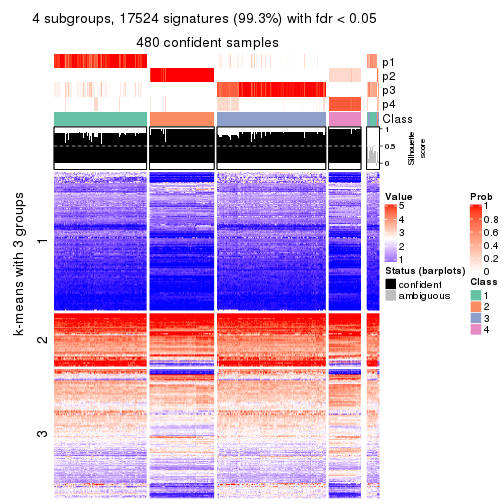 4 subgroups, 17524 signatures (99.3%) with fdr < 0.05
480 confident samples
p1
p2
p3
p4
Class
1
0.5
0
Silhouette
score
k-means with 3 groups
1
2
3
Value
5
4
3
2
1
Prob
1
0.8
0.6
0.4
0.2
0
Status (barplots)
confident
ambiguous
Class
1
2
3
4